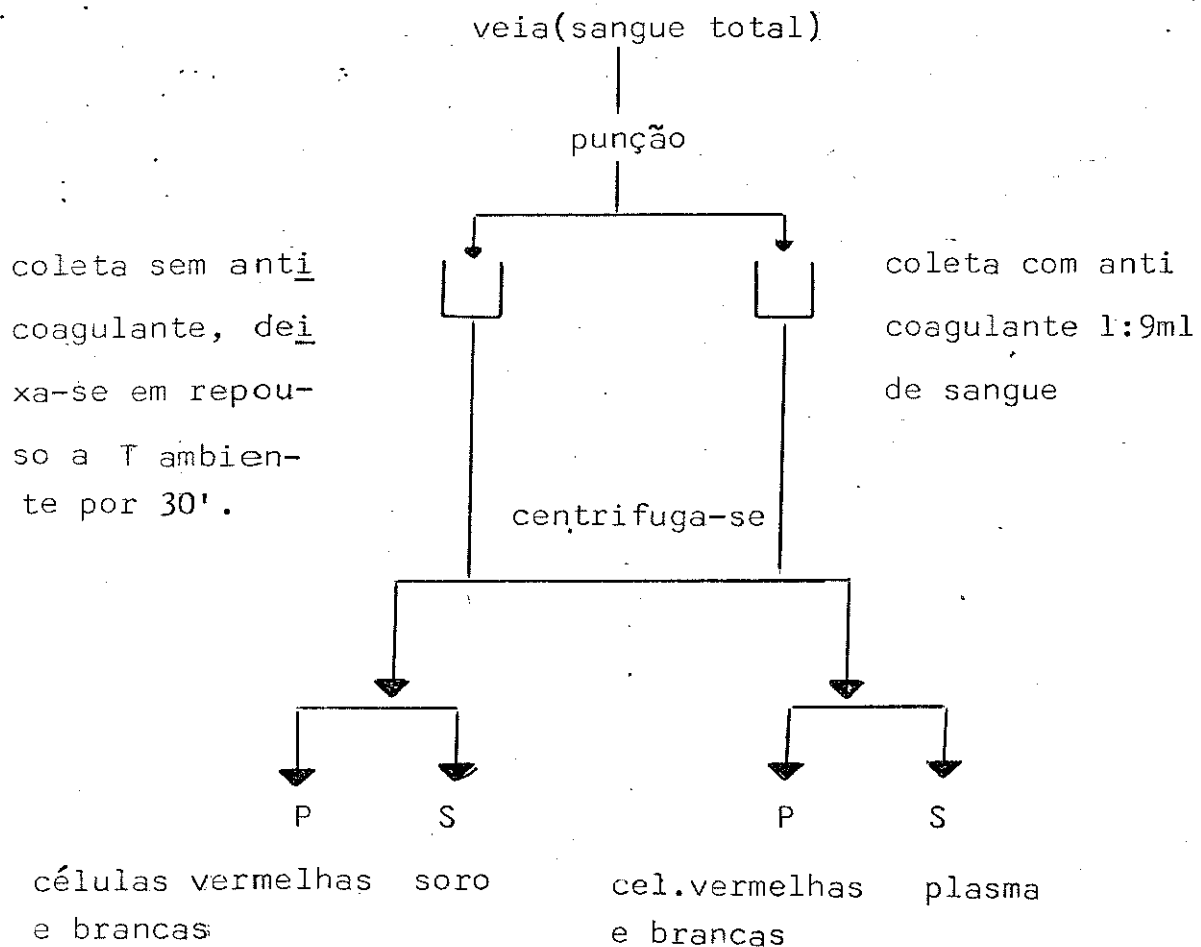 veia(sangue total)
punção
coleta sem anti
coagulante, dei
xa-se em repou-
so a T ambien-
te por 30'.
coleta com anti
coagulante 1:9ml
de sangue
centrifuga-se
P S P S
células vermelhas soro
e brancas
cel.vermelhas plasma
e brancas